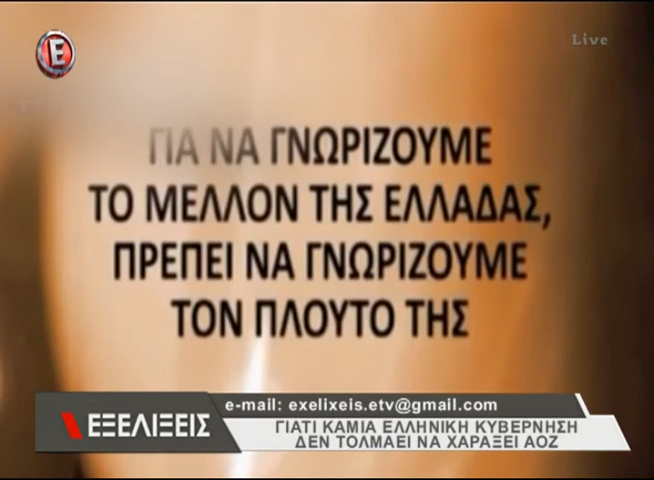 E
Live
ΓΙΑ ΝΑ ΓΝΩΡΙΖΟΥΜΕ
ΤΟ ΜΕΛΛΟΝ ΤΗΣ ΕΛΛΑΔΑΣ,
ΠΡΕΠΕΙ ΝΑ ΓΝΩΡΙΖΟΥΜΕ
ΤΟΝ ΠΛΟΥΤΟ ΤΗΣ
ΕΞΕΛΙΞΕΙΣ
e-mail: exelixeis.etv@gmail.com
ΓΙΑΤΙ ΚΑΜΙΑ ΕΛΛΗΝΙΚΗ ΚΥΒΕΡΝΗΣΗ
ΔΕΝ ΤΟΛΜΑΕΙ ΝΑ ΧΑΡΑΞΕΙ ΑΟΖ